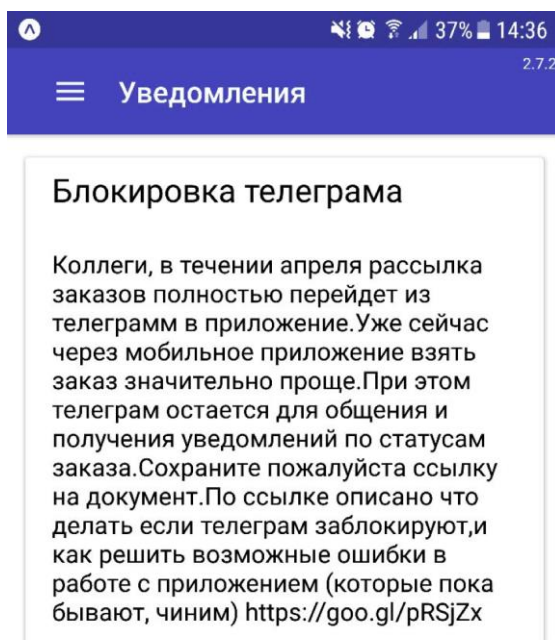 37% 14:36
2.7.2
Уведомления
Блокировка телеграма
Коллеги, в течении апреля рассылка
заказов полностью перейдет из
телеграмм в приложение.Уже сейчас
через мобильное приложение взять
заказ значительно проще.При этом
телеграм остается для общения и
получения уведомлений по статусам
заказа.Сохраните пожалуйста ссылку
на документ.По ссылке описано что
делать если телеграм заблокируют,и
как решить возможные ошибки в
работе с приложением (которые пока
бывают, чиним) https://goo.gl/pRSjZx